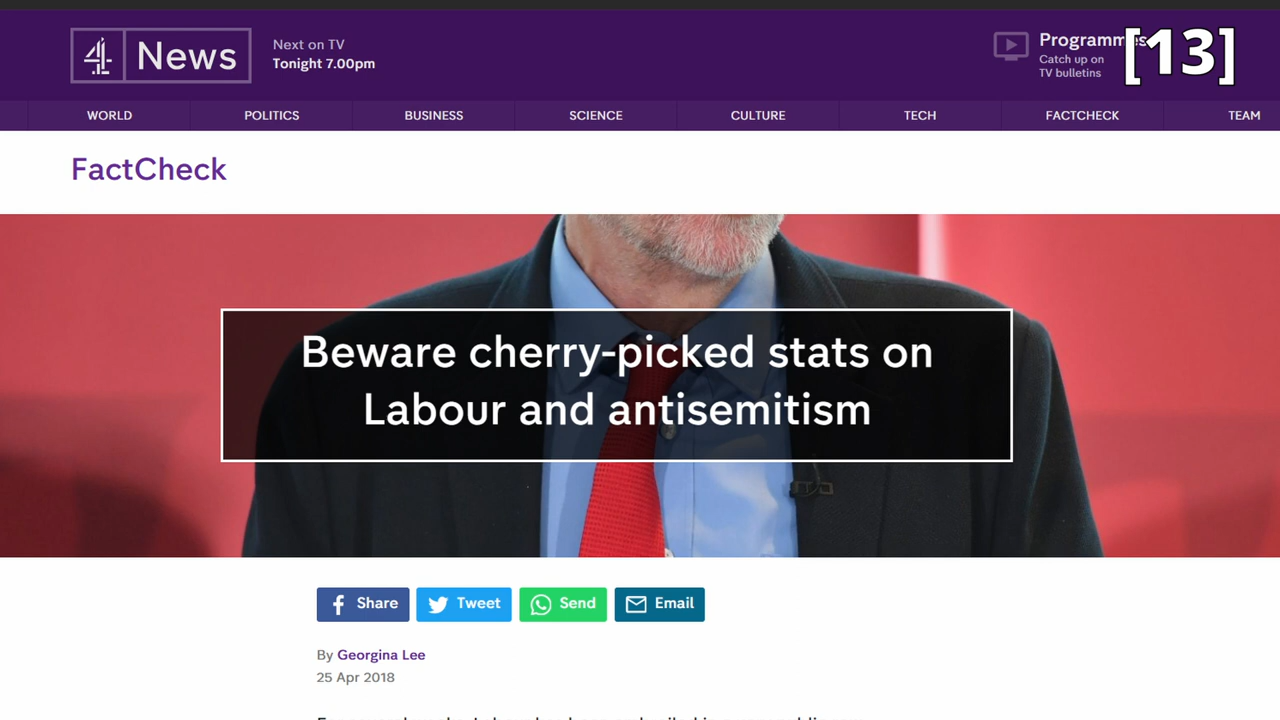 4 News
Next on TV
Tonight 7.00pm
Programmes
Catch up on
TV bulletins
[13]
WORLD
POLITICS
BUSINESS
SCIENCE
CULTURE
TECH
FACTCHECK
TEAM
FactCheck
Beware cherry-picked stats on
Labour and antisemitism
Share
Tweet
Send
Email
By Georgina Lee
25 Apr 2018